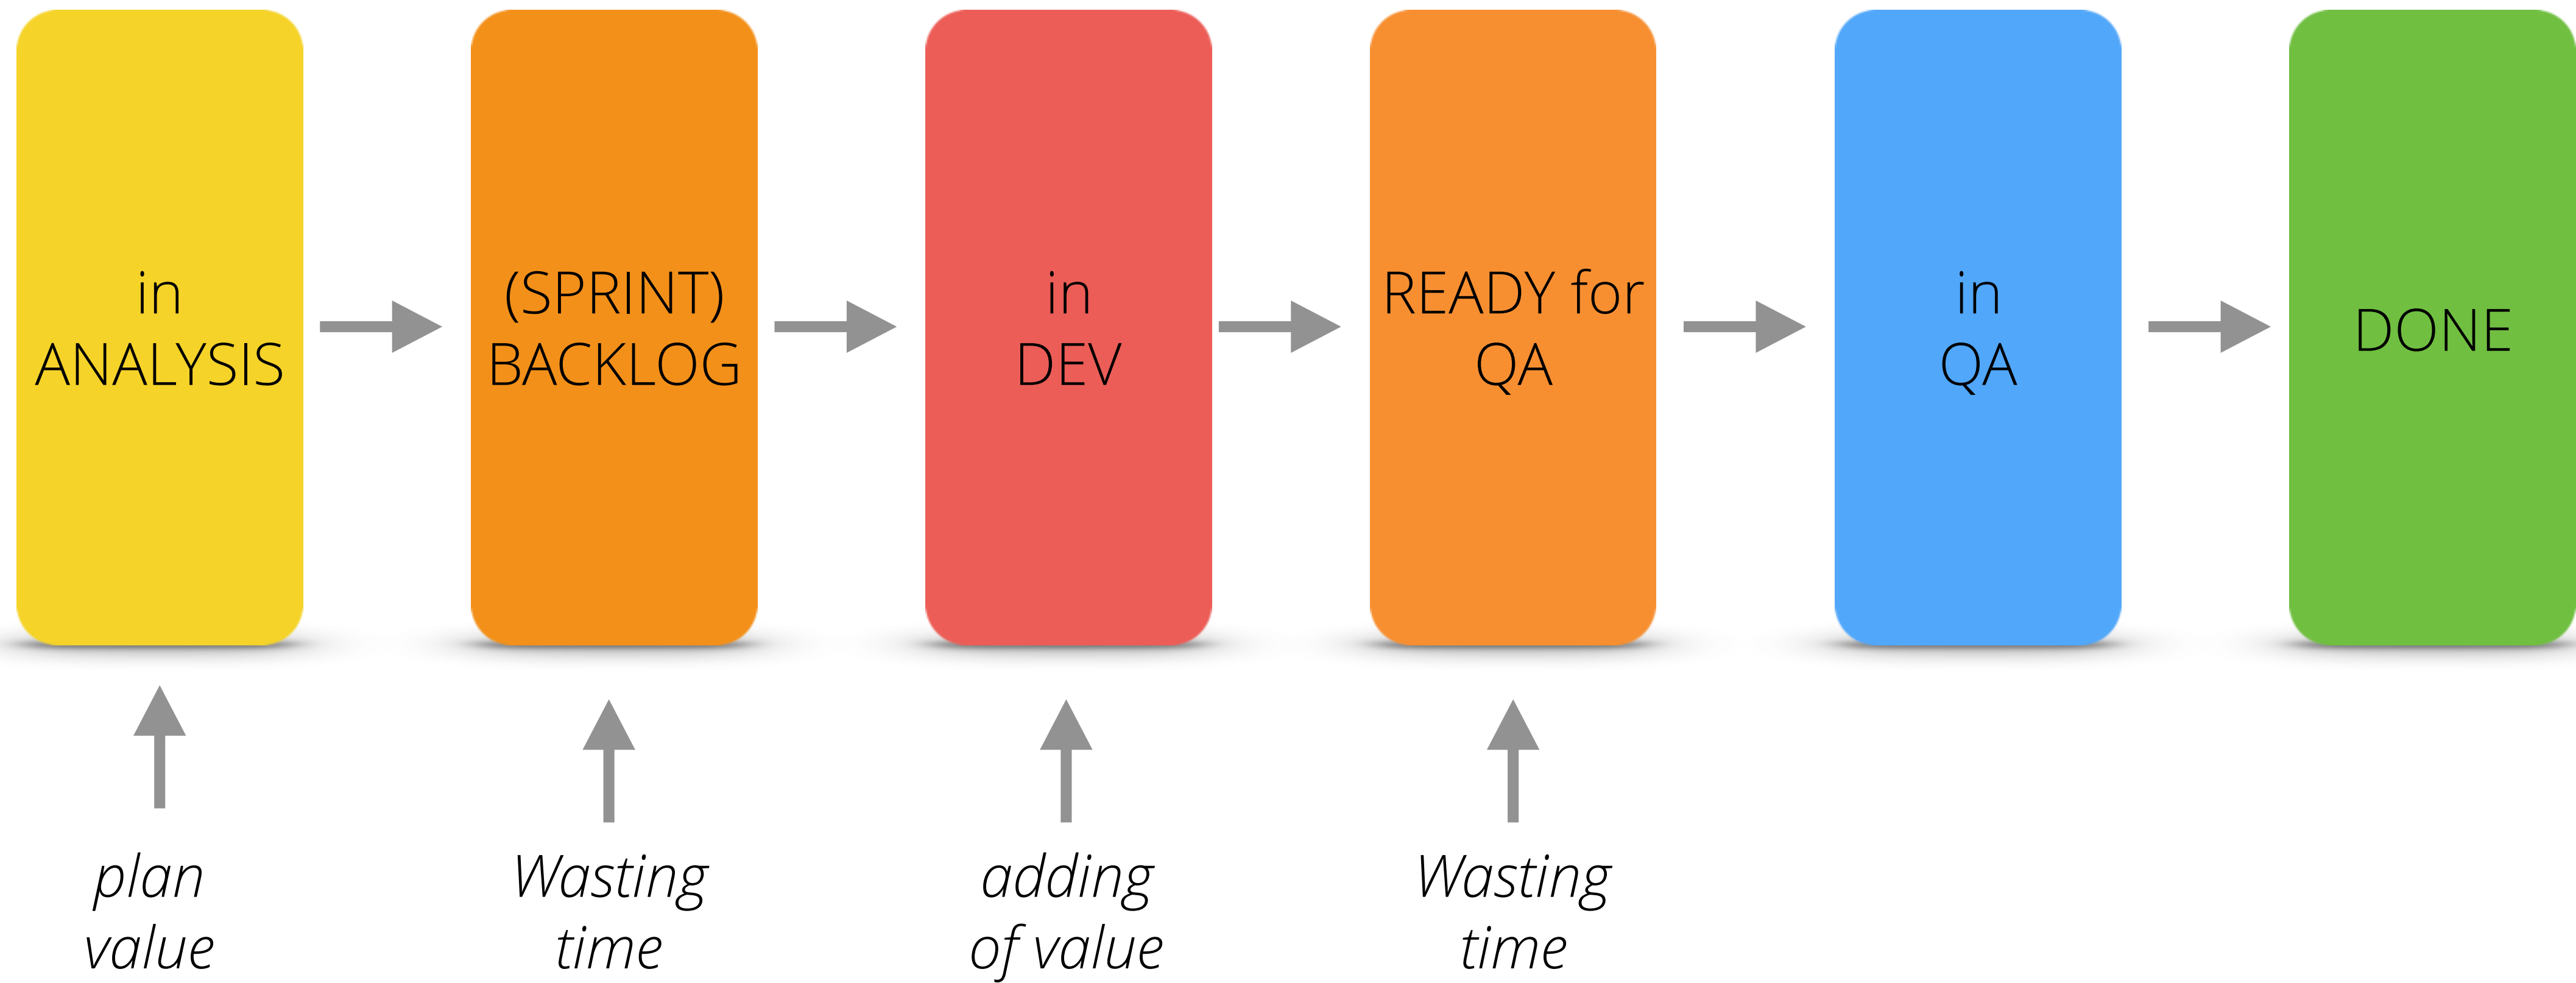 in
ANALYSIS
(SPRINT)
BACKLOG
in
DEV
READY for
QA
in
QA
DONE
plan
value
Wasting
time
adding
of value
Wasting
time